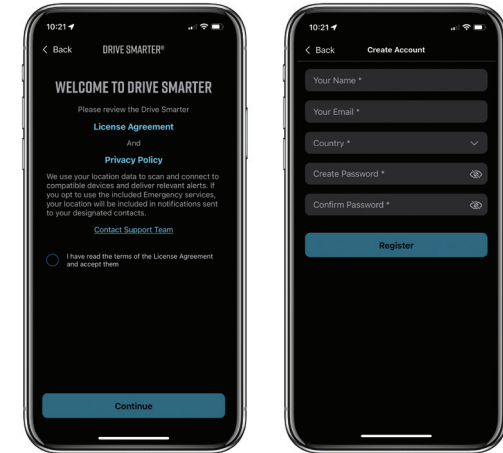 10:21
Back
DRIVE SMARTER®
WELCOME TO DRIVE SMARTER
Please review the Drive Smarter
License Agreement
And
Privacy Policy
We use your location data to scan and connect to
compatible devices and deliver relevant alerts. If
you opt to use the included Emergency services,
your location will be included in notifications sent
to your designated contacts.
Contact Support Team
I have read the terms of the License Agreement
and accept them
Continue
10:21
Back
Create Account
Your Name *
Your Email *
Country *
Create Password *
Confirm Password *
Register